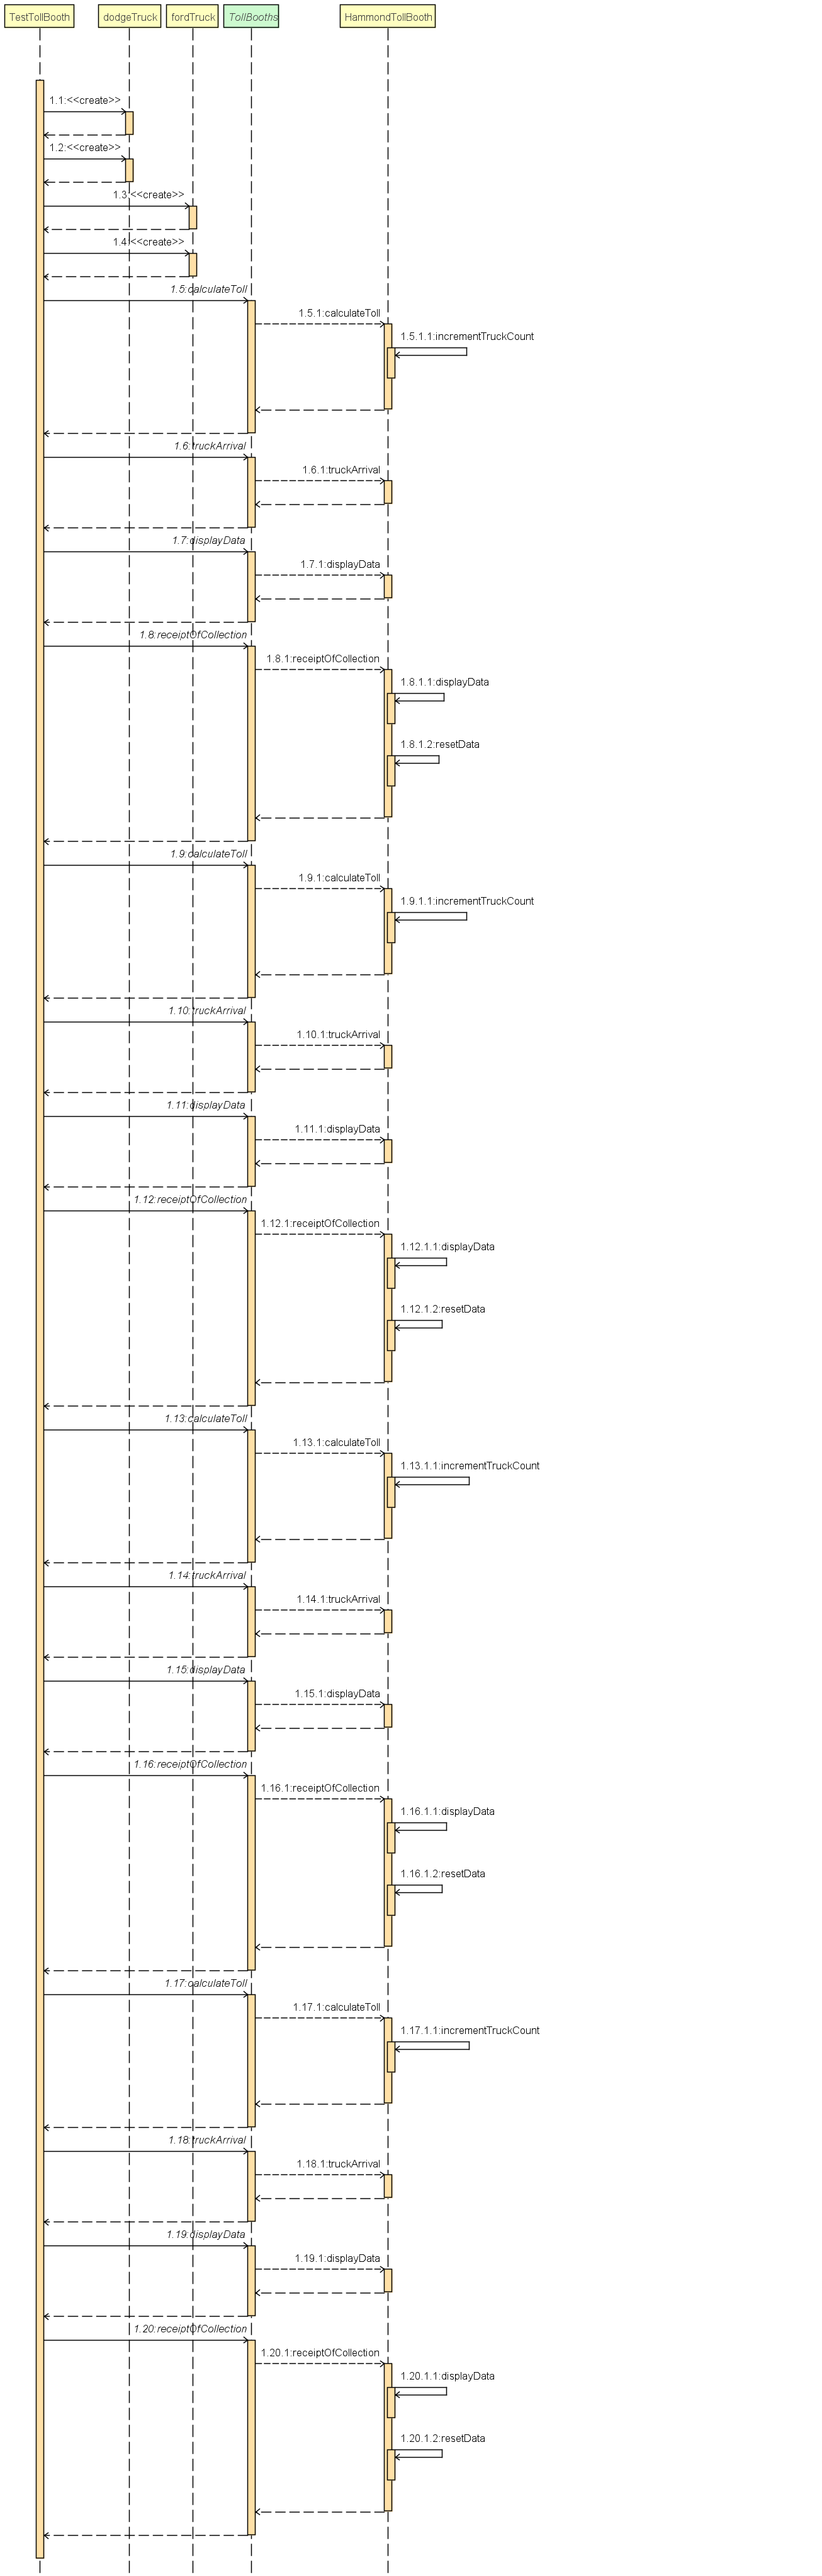 TestTollBooth
dodgeTruck
fordTruck
TollBooths
HammondTollBooth
1.1:<<create>>
1.2:<<create>>
1.3:<<create>>
1.4:<<create>>
1.5:calculateToll
1.5.1:calculateToll
1.5.1.1:incrementTruckCount
1.6:truckArrival
1.6.1:truckArrival
1.7:displayData
1.7.1:displayData
1.8:receiptOfCollection
1.8.1:receiptOfCollection
1.8.1.1:displayData
1.8.1.2:resetData
1.9:calculateToll
1.9.1:calculateToll
1.9.1.1:incrementTruckCount
1.10:truckArrival
1.10.1:truckArrival
1.11:displayData
1.11.1:displayData
1.12:receiptOfCollection
1.12.1:receiptOfCollection
1.12.1.1:displayData
1.12.1.2:resetData
1.13:calculateToll
1.13.1:calculateToll
1.13.1.1:incrementTruckCount
1.14:truckArrival
1.14.1:truckArrival
1.15:displayData
1.15.1:displayData
1.16:receiptOfCollection
1.16.1:receiptOfCollection
1.16.1.1:displayData
1.16.1.2:resetData
1.17:calculateToll
1.17.1:calculateToll
1.17.1.1:incrementTruckCount
1.18:truckArrival
1.18.1:truckArrival
1.19:displayData
1.19.1:displayData
1.20:receiptOfCollection
1.20.1:receiptOfCollection
1.20.1.1:displayData
1.20.1.2:resetData